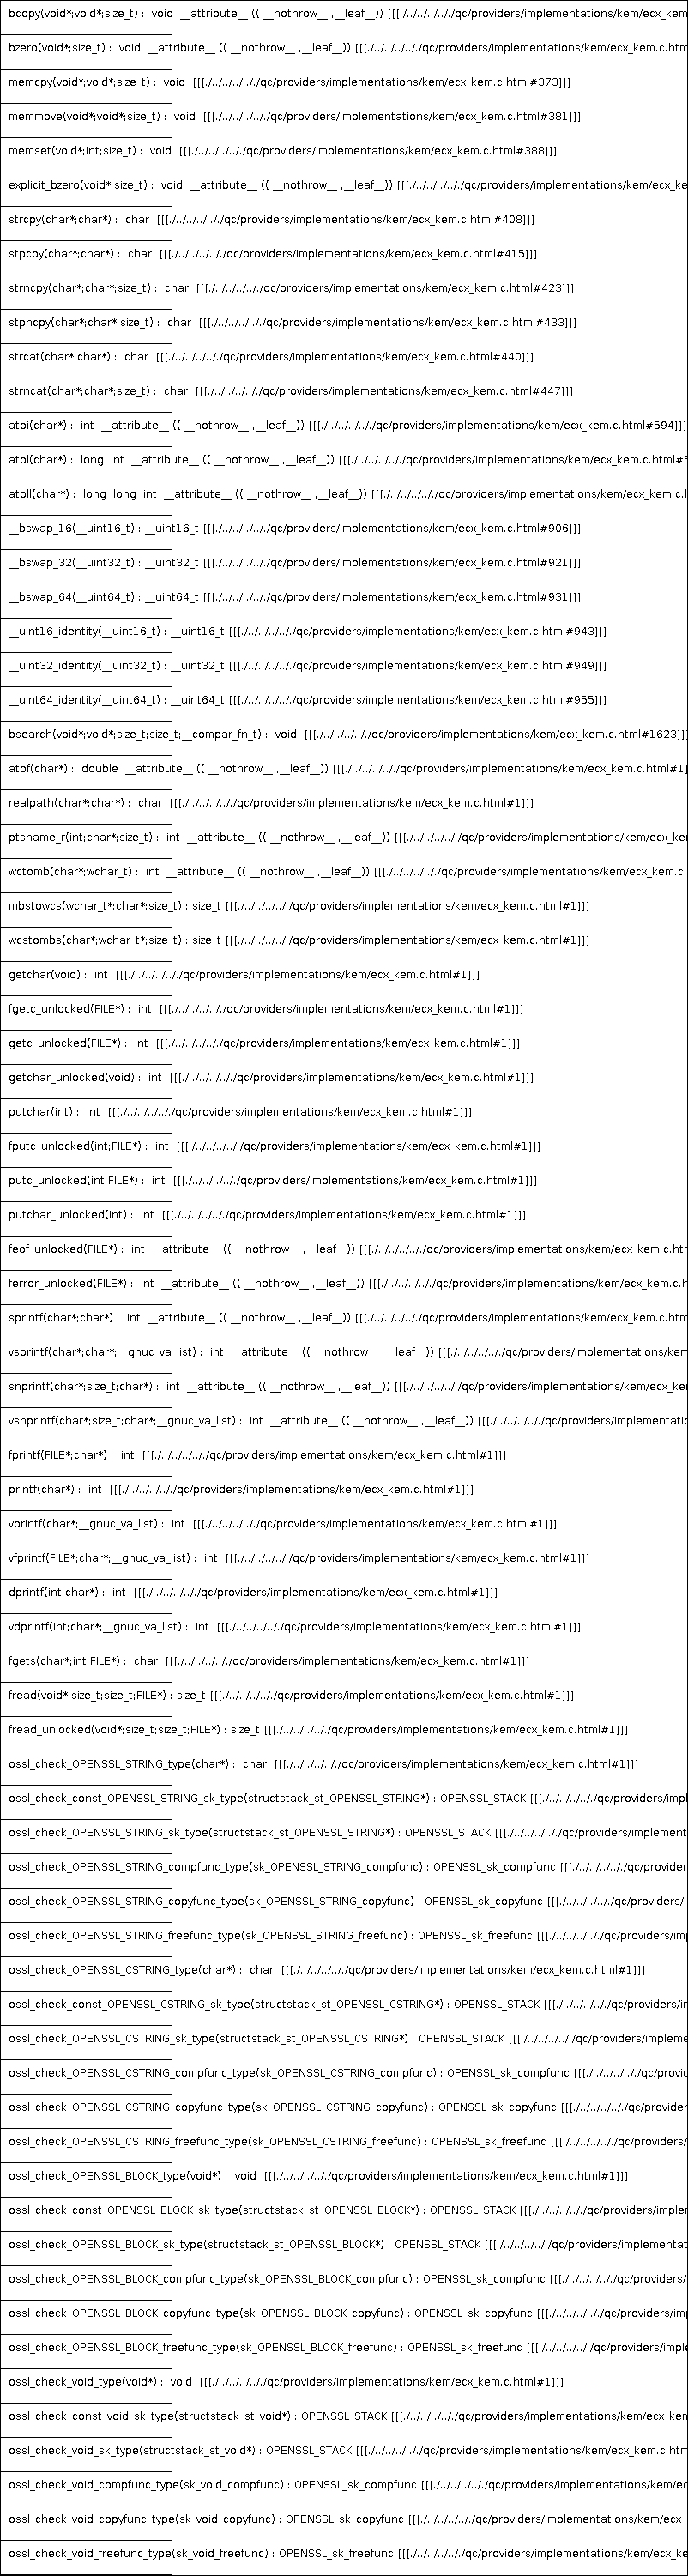 bcopy(void*;void*;size_t) : void __attribute__ (( __nothrow__ ,__leaf__)) [[[./../../../../qc/providers/implementations/kem/ecx_kem
bzero(void*;size_t) : void __attribute__ (( __nothrow__ ,__leaf__)) [[[./../../../../qc/providers/implementations/kem/ecx_kem.c.htm
memcpy(void*;void*;size_t) : void [[[./../../../../../qc/providers/implementations/kem/ecx_kem.c.html#373]]]
memmove(void*;void*;size_t) : void [[[./../../../../../qc/providers/implementations/kem/ecx_kem.c.html#381]]]
memset(void*;int;size_t) : void [[[./../../../../../qc/providers/implementations/kem/ecx_kem.c.html#388]]]
explicit_bzero(void*;size_t) : void __attribute__ (( __nothrow__ ,__leaf__)) [[[./../../../../../qc/providers/implementations/kem/ecx_ke
strcpy(char*;char*) : char [[[./../../../../../qc/providers/implementations/kem/ecx_kem.c.html#408]]]
stpcpy(char*;char*) : char [[[./../../../../../qc/providers/implementations/kem/ecx_kem.c.html#415]]]
strncpy(char*;char*;size_t) : char [[[./../../../../../qc/providers/implementations/kem/ecx_kem.c.html#423]]]
stpncpy(char*;char*;size_t) : char [[[./../../../../../qc/providers/implementations/kem/ecx_kem.c.html#433]]]
strcat(char*;char*) : char [[[./../../../../../qc/providers/implementations/kem/ecx_kem.c.html#440]]]
strncat(char*;char*;size_t) : char [[[./../../../../../qc/providers/implementations/kem/ecx_kem.c.html#447]]]
atoi(char*) : int __attribute__ (( __nothrow__ ,__leaf__)) [[[./../../../../../qc/providers/implementations/kem/ecx_kem.c.html#594]]]
atol(char*) : long int __attribute__ (( __nothrow__ ,__leaf__)) [[[./../../../../../qc/providers/implementations/kem/ecx_kem.c.html#5
atoll(char*) : long long int __attribute__ (( __nothrow__ ,__leaf__)) [[[./../../../../../qc/providers/implementations/kem/ecx_kem.c.h
__bswap_16(__uint16_t) : __uint16_t [[[./../../../../../qc/providers/implementations/kem/ecx_kem.c.html#906]]]
__bswap_32(__uint32_t) : __uint32_t [[[./../../../../../qc/providers/implementations/kem/ecx_kem.c.html#921]]]
__bswap_64(__uint64_t) : __uint64_t [[[./../../../../../qc/providers/implementations/kem/ecx_kem.c.html#931]]]
__uint16_identity(__uint16_t) : __uint16_t [[[./../../../../../qc/providers/implementations/kem/ecx_kem.c.html#943]]]
__uint32_identity(__uint32_t) : __uint32_t [[[./../../../../../qc/providers/implementations/kem/ecx_kem.c.html#949]]]
__uint64_identity(__uint64_t) : __uint64_t [[[./../../../../../qc/providers/implementations/kem/ecx_kem.c.html#955]]]
bsearch(void*;void*;size_t;size_t;__compar_fn_t) : void [[[./../../../../../qc/providers/implementations/kem/ecx_kem.c.html#1623]]]
atof(char*) : double __attribute__ (( __nothrow__ ,__leaf__)) [[[./../../../../../qc/providers/implementations/kem/ecx_kem.c.html#1]
realpath(char*;char*) : char [[[./../../../../../qc/providers/implementations/kem/ecx_kem.c.html#1]]]
ptsname_r(int;char*;size_t) : int __attribute__ (( __nothrow__ ,__leaf__)) [[[./../../../../../qc/providers/implementations/kem/ecx_ke
wctomb(char*;wchar_t) : int __attribute__ (( __nothrow__ ,__leaf__)) [[[./../../../../../qc/providers/implementations/kem/ecx_kem.c.
mbstowcs(wchar_t*;char*;size_t) : size_t [[[./../../../../../qc/providers/implementations/kem/ecx_kem.c.html#1]]]
wcstombs(char*;wchar_t*;size_t) : size_t [[[./../../../../../qc/providers/implementations/kem/ecx_kem.c.html#1]]]
getchar(void) : int [[[./../../../../../qc/providers/implementations/kem/ecx_kem.c.html#1]]]
fgetc_unlocked(FILE*) : int [[[./../../../../../qc/providers/implementations/kem/ecx_kem.c.html#1]]]
getc_unlocked(FILE*) : int [[[./../../../../../qc/providers/implementations/kem/ecx_kem.c.html#1]]]
getchar_unlocked(void) : int [[[./../../../../../qc/providers/implementations/kem/ecx_kem.c.html#1]]]
putchar(int) : int [[[./../../../../../qc/providers/implementations/kem/ecx_kem.c.html#1]]]
fputc_unlocked(int;FILE*) : int [[[./../../../../../qc/providers/implementations/kem/ecx_kem.c.html#1]]]
putc_unlocked(int;FILE*) : int [[[./../../../../../qc/providers/implementations/kem/ecx_kem.c.html#1]]]
putchar_unlocked(int) : int [[[./../../../../../qc/providers/implementations/kem/ecx_kem.c.html#1]]]
feof_unlocked(FILE*) : int __attribute__ (( __nothrow__ ,__leaf__)) [[[./../../../../../qc/providers/implementations/kem/ecx_kem.c.htm
ferror_unlocked(FILE*) : int __attribute__ (( __nothrow__ ,__leaf__)) [[[./../../../../../qc/providers/implementations/kem/ecx_kem.c.h
sprintf(char*;char*) : int __attribute__ (( __nothrow__ ,__leaf__)) [[[./../../../../../qc/providers/implementations/kem/ecx_kem.c.htm
vsprintf(char*;char*;__gnuc_va_list) : int __attribute__ (( __nothrow__ ,__leaf__)) [[[./../../../../../qc/providers/implementations/kem
snprintf(char*;size_t;char*) : int __attribute__ (( __nothrow__ ,__leaf__)) [[[./../../../../../qc/providers/implementations/kem/ecx_ke
vsnprintf(char*;size_t;char*;__gnuc_va_list) : int __attribute__ (( __nothrow__ ,__leaf__)) [[[./../../../../../qc/providers/implementatio
fprintf(FILE*;char*) : int [[[./../../../../../qc/providers/implementations/kem/ecx_kem.c.html#1]]]
printf(char*) : int [[[./../../../../../qc/providers/implementations/kem/ecx_kem.c.html#1]]]
vprintf(char*;__gnuc_va_list) : int [[[./../../../../../qc/providers/implementations/kem/ecx_kem.c.html#1]]]
vfprintf(FILE*;char*;__gnuc_va_list) : int [[[./../../../../../qc/providers/implementations/kem/ecx_kem.c.html#1]]]
dprintf(int;char*) : int [[[./../../../../../qc/providers/implementations/kem/ecx_kem.c.html#1]]]
vdprintf(int;char*;__gnuc_va_list) : int [[[./../../../../../qc/providers/implementations/kem/ecx_kem.c.html#1]]]
fgets(char*;int;FILE*) : char [[[./../../../../../qc/providers/implementations/kem/ecx_kem.c.html#1]]]
fread(void*;size_t;size_t;FILE*) : size_t [[[./../../../../../qc/providers/implementations/kem/ecx_kem.c.html#1]]]
fread_unlocked(void*;size_t;size_t;FILE*) : size_t [[[./../../../../../qc/providers/implementations/kem/ecx_kem.c.html#1]]]
ossl_check_OPENSSL_STRING_type(char*) : char [[[./../../../../../qc/providers/implementations/kem/ecx_kem.c.html#1]]]
ossl_check_const_OPENSSL_STRING_sk_type(structstack_st_OPENSSL_STRING*) : OPENSSL_STACK [[[./../../../../../qc/providers/impl
ossl_check_OPENSSL_STRING_sk_type(structstack_st_OPENSSL_STRING*) : OPENSSL_STACK [[[./../../../../../qc/providers/implement
ossl_check_OPENSSL_STRING_compfunc_type(sk_OPENSSL_STRING_compfunc) : OPENSSL_sk_compfunc [[[./../../../../../qc/provider
ossl_check_OPENSSL_STRING_copyfunc_type(sk_OPENSSL_STRING_copyfunc) : OPENSSL_sk_copyfunc [[[./../../../../../qc/providers/i
ossl_check_OPENSSL_STRING_freefunc_type(sk_OPENSSL_STRING_freefunc) : OPENSSL_sk_freefunc [[[./../../../../../qc/providers/imp
ossl_check_OPENSSL_CSTRING_type(char*) : char [[[./../../../../../qc/providers/implementations/kem/ecx_kem.c.html#1]]]
ossl_check_const_OPENSSL_CSTRING_sk_type(structstack_st_OPENSSL_CSTRING*) : OPENSSL_STACK [[[./../../../../../qc/providers/im
ossl_check_OPENSSL_CSTRING_sk_type(structstack_st_OPENSSL_CSTRING*) : OPENSSL_STACK [[[./../../../../../qc/providers/impleme
ossl_check_OPENSSL_CSTRING_compfunc_type(sk_OPENSSL_CSTRING_compfunc) : OPENSSL_sk_compfunc [[[./../../../../../qc/provid
ossl_check_OPENSSL_CSTRING_copyfunc_type(sk_OPENSSL_CSTRING_copyfunc) : OPENSSL_sk_copyfunc [[[./../../../../../qc/provider
ossl_check_OPENSSL_CSTRING_freefunc_type(sk_OPENSSL_CSTRING_freefunc) : OPENSSL_sk_freefunc [[[./../../../../../qc/providers/
ossl_check_OPENSSL_BLOCK_type(void*) : void [[[./../../../../../qc/providers/implementations/kem/ecx_kem.c.html#1]]]
ossl_check_const_OPENSSL_BLOCK_sk_type(structstack_st_OPENSSL_BLOCK*) : OPENSSL_STACK [[[./../../../../../qc/providers/implem
ossl_check_OPENSSL_BLOCK_sk_type(structstack_st_OPENSSL_BLOCK*) : OPENSSL_STACK [[[./../../../../../qc/providers/implementat
ossl_check_OPENSSL_BLOCK_compfunc_type(sk_OPENSSL_BLOCK_compfunc) : OPENSSL_sk_compfunc [[[./../../../../../qc/providers/
ossl_check_OPENSSL_BLOCK_copyfunc_type(sk_OPENSSL_BLOCK_copyfunc) : OPENSSL_sk_copyfunc [[[./../../../../../qc/providers/imp
ossl_check_OPENSSL_BLOCK_freefunc_type(sk_OPENSSL_BLOCK_freefunc) : OPENSSL_sk_freefunc [[[./../../../../../qc/providers/imple
ossl_check_void_type(void*) : void [[[./../../../../../qc/providers/implementations/kem/ecx_kem.c.html#1]]]
ossl_check_const_void_sk_type(structstack_st_void*) : OPENSSL_STACK [[[./../../../../../qc/providers/implementations/kem/ecx_kem
ossl_check_void_sk_type(structstack_st_void*) : OPENSSL_STACK [[[./../../../../../qc/providers/implementations/kem/ecx_kem.c.htm
ossl_check_void_compfunc_type(sk_void_compfunc) : OPENSSL_sk_compfunc [[[./../../../../../qc/providers/implementations/kem/ec
ossl_check_void_copyfunc_type(sk_void_copyfunc) : OPENSSL_sk_copyfunc [[[./../../../../../qc/providers/implementations/kem/ecx_
ossl_check_void_freefunc_type(sk_void_freefunc) : OPENSSL_sk_freefunc [[[./../../../../../qc/providers/implementations/kem/ecx_ke